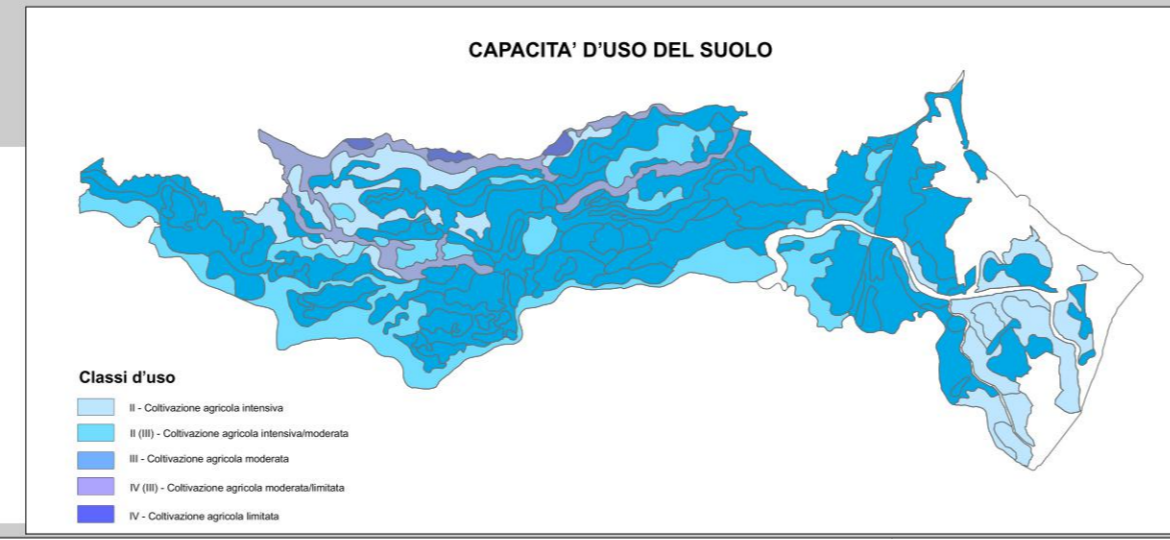 CAPACITA' D'USO DEL SUOLO
Classi d'uso
II - Coltivazione agricola intensiva
II (III) - Coltivazione agricola intensiva/moderata
III - Coltivazione agricola moderata
IV (III) - Coltivazione agricola moderata/limitata
IV - Coltivazione agricola limitata